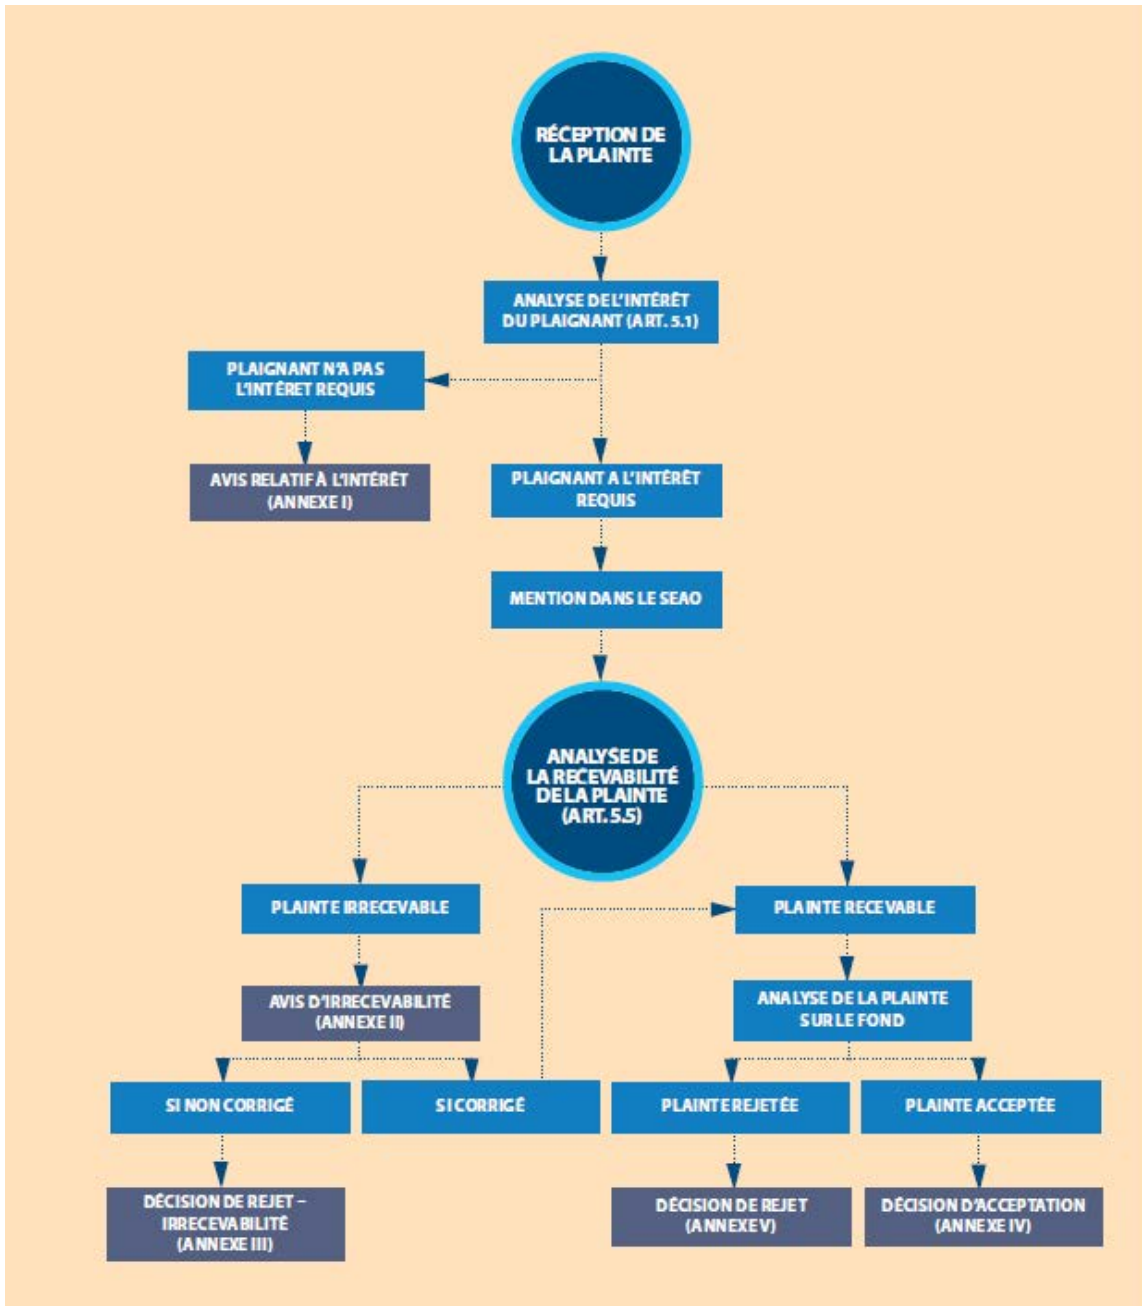 RÉCEPTION DE
LA PLAINTE
ANALYSE DE L'INTÉRÊT
DU PLAIGNANT (ART. 5.1)
PLAIGNANT N'A PAS
L'INTÉRET REQUIS
AVIS RELATIF À L'INTÉRÊT
(ANNEXE I)
PLAIGNANT A L'INTÉRÊT
REQUIS
MENTION DANS LE SEAO
ANALYSE DE
LA RECEVABILITÉ
DE LA PLAINTE
(ART. 5.5)
PLAINTE IRRECEVABLE
PLAINTE RECEVABLE
AVIS D'IRRECEVABILITÉ
(ANNEXE II)
ANALYSE DE LA PLAINTE
SUR LE FOND
SI NON CORRIGÉ
SI CORRIGÉ
PLAINTE REJETÉE
PLAINTE ACCEPTÉE
DÉCISION DE REJET –
IRRECEVABILITÉ
(ANNEXE III)
DÉCISION DE REJET
(ANNEXE V)
DÉCISION D'ACCEPTATION
(ANNEXE IV)